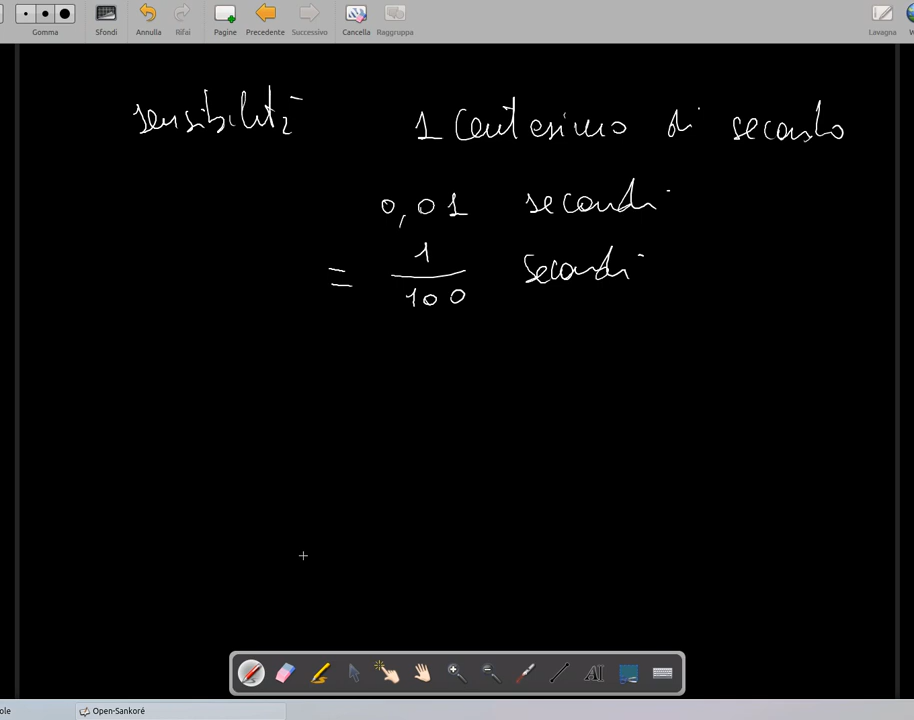 Gomma Sfondi Annulla Rifai Pagine Precedente Successivo Cancella Raggruppa Lavagna
sensibilità 1 centesimo di secondo
0,01 secondi
= 1/100 secondi
Open-Sankoré